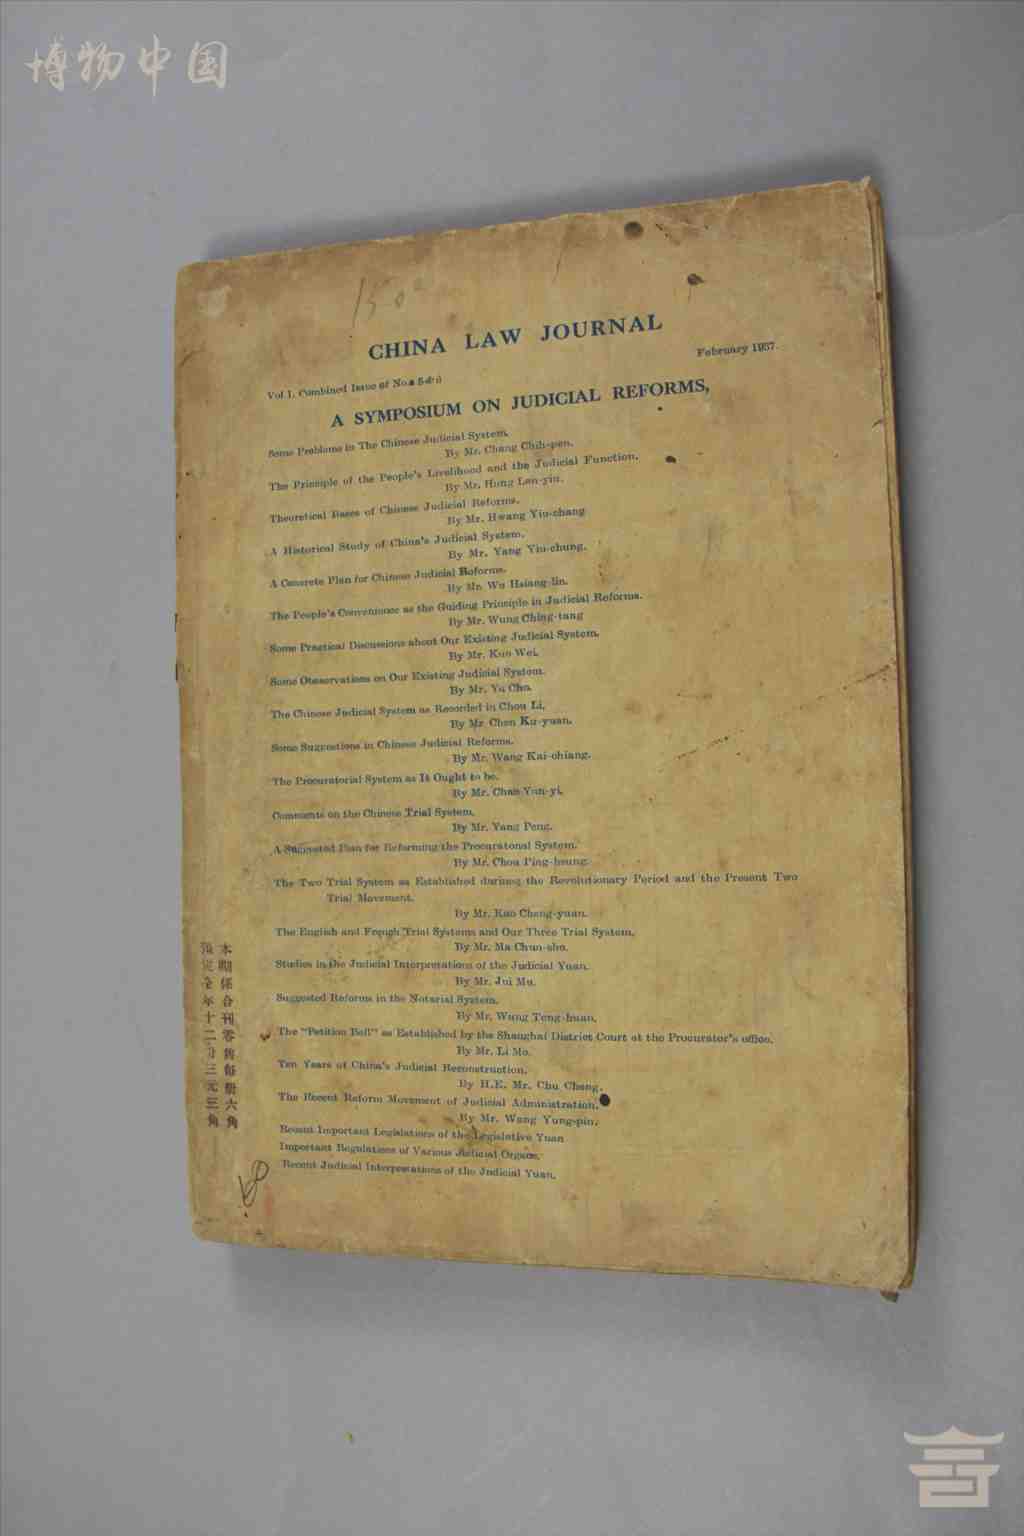 博物中国
CHINA LAW JOURNAL
Vol I. Combined Issue of Nos 5-6
February 1937.
A SYMPOSIUM ON JUDICIAL REFORMS,
Some Problems in The Chinese Judicial System.
By Mr. Chang Chih-pen.
The Principle of the People's Livelihood and the Judicial Function.
By Mr. Hung Lan-yiu.
Theoretical Bases of Chinese Judicial Reforms.
By Mr. Hwang Yiu-chang
A Historical Study of China's Judicial System.
By Mr. Yang Yiu-chung.
A Concrete Plan for Chinese Judicial Reforms.
By Mr. Wu Hsiang-lin.
The People's Convenience as the Guiding Principle in Judicial Reforms.
By Mr. Wung Ching-tang
Some Practical Discussions about Our Existing Judicial System.
By Mr. Kuo Wei.
Some Observations on Our Existing Judicial System.
By Mr. Yu Cho.
The Chinese Judicial System as Recorded in Chou Li,
By Mr. Chen Ku-yuan.
Some Suggestions in Chinese Judicial Reforms.
By Mr. Wang Kai-chiang.
The Procuratorial System as It Ought to be.
By Mr. Chao Yun-yi.
Comments on the Chinese Trial System.
By Mr. Yang Peng.
A Suggested Plan for Reforming the Procuratorial System.
By Mr. Chou Ping-hsung.
The Two Trial System as Established during the Revolutionary Period and the Present Two
Trial Movement.
By Mr. Kao Cheng-yuan.
The English and French Trial Systems and Our Three Trial System.
By Mr. Ma Chun-sho.
Studies in the Judicial Interpretations of the Judicial Yuan.
By Mr. Jui Mu.
Suggested Reforms in the Notarial System.
By Mr. Wung Teng-huan.
The "Petition Bell" as Established by the Shanghai District Court at the Procurator's office.
By Mr. Li Mo.
Ten Years of China's Judicial Reconstruction.
By H.E. Mr. Chu Cheng.
The Recent Reform Movement of Judicial Administration.
By Mr. Wang Yung-pin.
Recent Important Legislations of the Legislative Yuan
Important Regulations of Various Judicial Organs.
Recent Judicial Interpretations of the Judicial Yuan.
本期係合刊零售每冊六角
預定全年十二冊三元三角